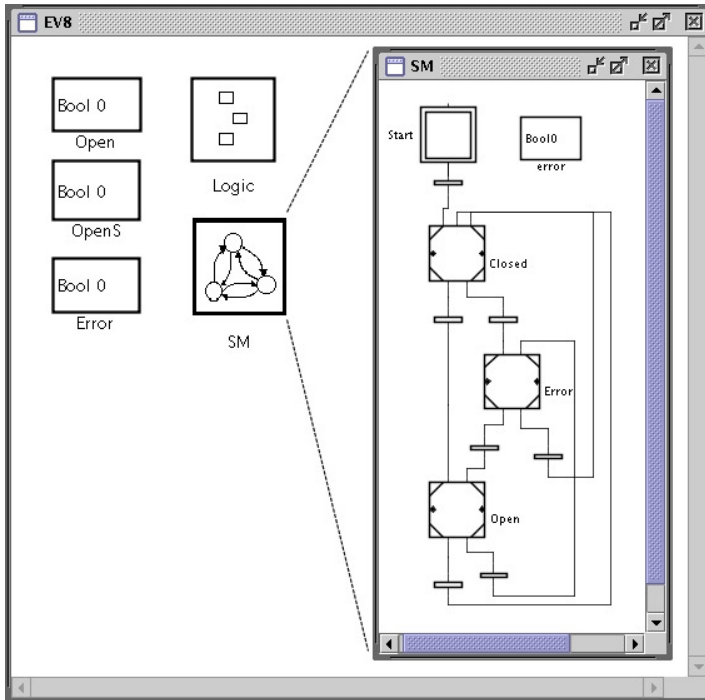 EV8
Bool 0
Open
Bool 0
OpenS
Bool 0
Error
Logic
SM
SM
Start
Bool0
error
Closed
Error
Open